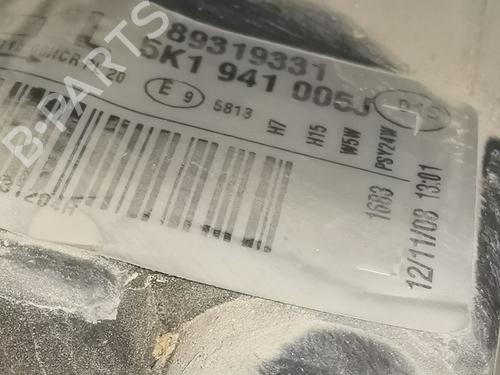 89319331
5K1 941 005J
E 9 5813
H7
H15
W5W
PSY24W
1683
12/11/08 13:01
B-PARTS